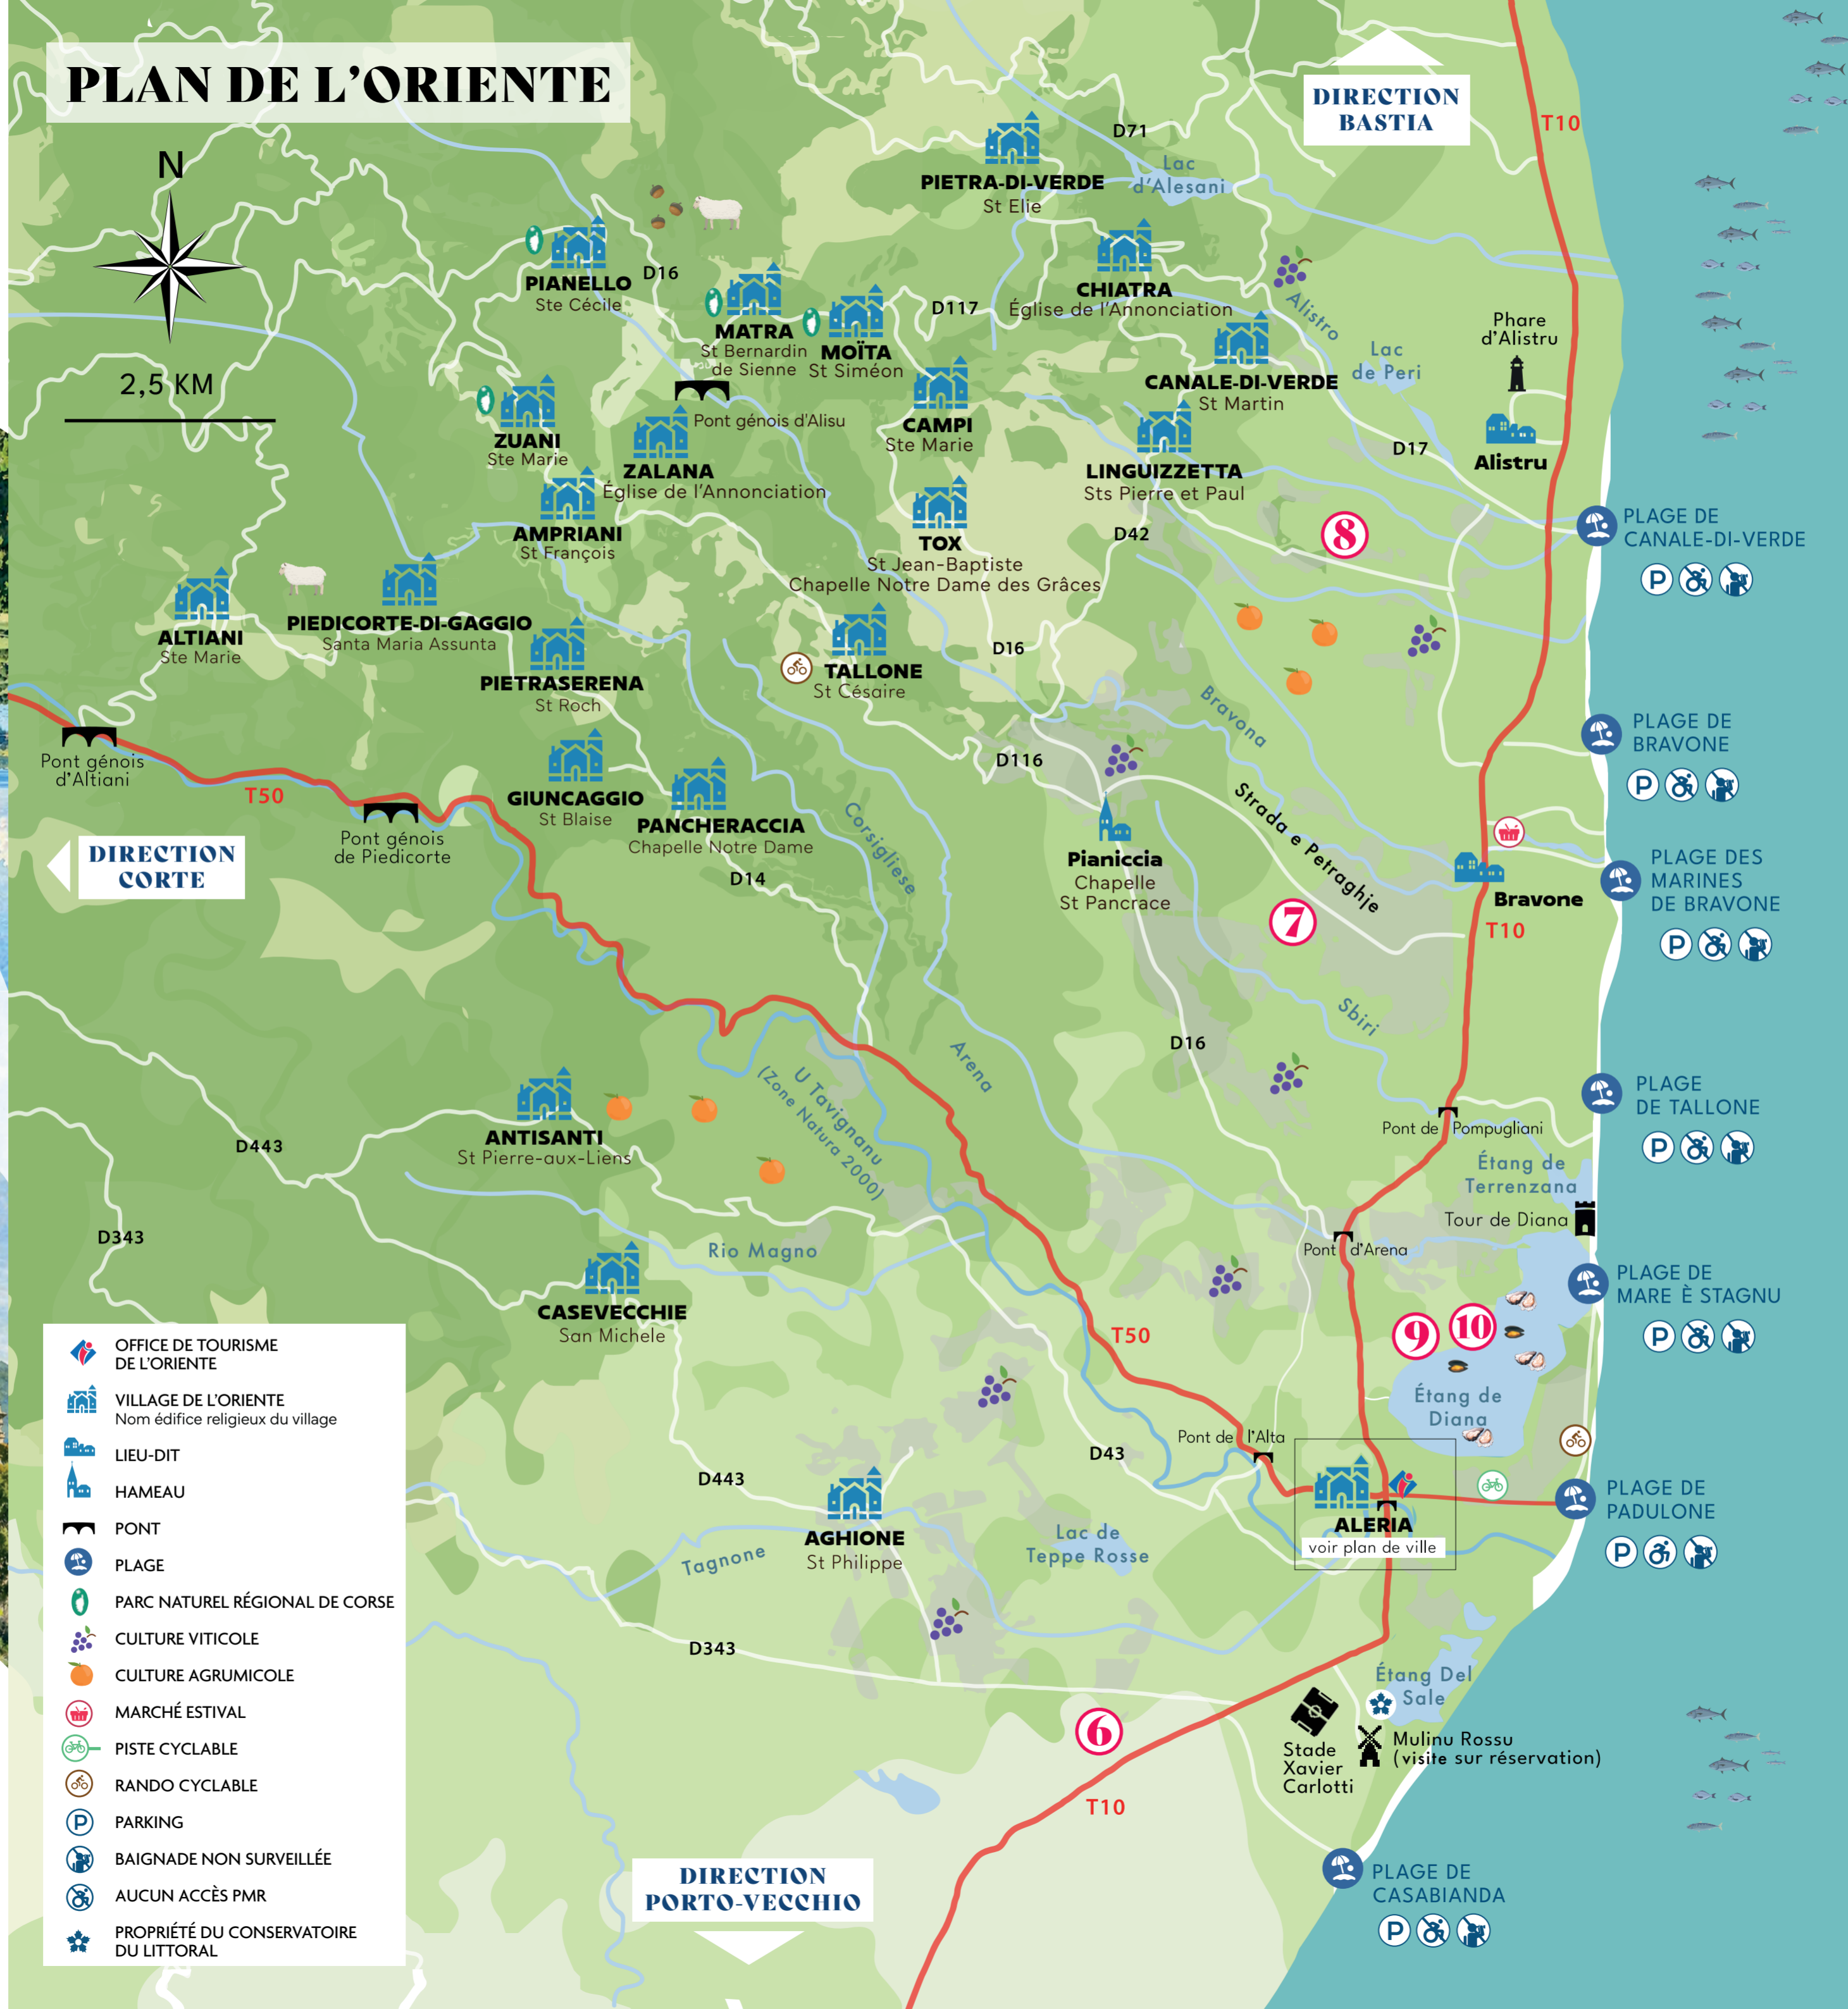 PLAN DE L'ORIENTE
N
2,5 KM
DIRECTION
BASTIA
T10
D71
Lac
d'Alesani
PIETRA-DI-VERDE
St Elie
PIANELLO
Ste Cécile
D16
MATRA
St Bernardin
de Sienne
MOÏTA
St Siméon
D117
CHIATRA
Église de l'Annonciation
Alistro
Phare
d'Alistru
Lac
de Peri
CANALE-DI-VERDE
St Martin
Pont génois d'Alisu
CAMPI
Ste Marie
ZUANI
Ste Marie
ZALANA
Église de l'Annonciation
LINGUIZZETTA
Sts Pierre et Paul
D17
Alistru
AMPRIANI
St François
TOX
St Jean-Baptiste
Chapelle Notre Dame des Grâces
D42
8
PLAGE DE
CANALE-DI-VERDE
P
ALTIANI
Ste Marie
PIEDICORTE-DI-GAGGIO
Santa Maria Assunta
PIETRASERENA
St Roch
TALLONE
St Césaire
D16
Bravona
PLAGE DE
BRAVONE
P
Pont génois
d'Altiani
T50
Pont génois
de Piedicorte
DIRECTION
CORTE
GIUNCAGGIO
St Blaise
PANCHERACCIA
Chapelle Notre Dame
D14
Corsigliese
D116
Strada e Petraghje
Pianiccia
Chapelle
St Pancrace
7
Bravone
T10
PLAGE DES
MARINES
DE BRAVONE
P
Sbiri
D16
Arena
U Tavignanu
(Zone Natura 2000)
PLAGE
DE TALLONE
P
Pont de Pompugliani
Étang de
Terrenzana
Tour de Diana
ANTISANTI
St Pierre-aux-Liens
D443
D343
Rio Magno
Pont d'Arena
PLAGE DE
MARE È STAGNU
P
CASEVECCHIE
San Michele
T50
9
10
Étang de
Diana
Pont de l'Alta
D43
D443
AGHIONE
St Philippe
Tagnone
Lac de
Teppe Rosse
ALERIA
voir plan de ville
PLAGE DE
PADULONE
P
D343
Étang Del
Sale
6
Stade
Xavier
Carlotti
Mulinu Rossu
(visite sur réservation)
T10
DIRECTION
PORTO-VECCHIO
PLAGE DE
CASABIANDA
P
OFFICE DE TOURISME
DE L'ORIENTE
VILLAGE DE L'ORIENTE
Nom édifice religieux du village
LIEU-DIT
HAMEAU
PONT
PLAGE
PARC NATUREL RÉGIONAL DE CORSE
CULTURE VITICOLE
CULTURE AGRUMICOLE
MARCHÉ ESTIVAL
PISTE CYCLABLE
RANDO CYCLABLE
P PARKING
BAIGNADE NON SURVEILLÉE
AUCUN ACCÈS PMR
PROPRIÉTÉ DU CONSERVATOIRE
DU LITTORAL